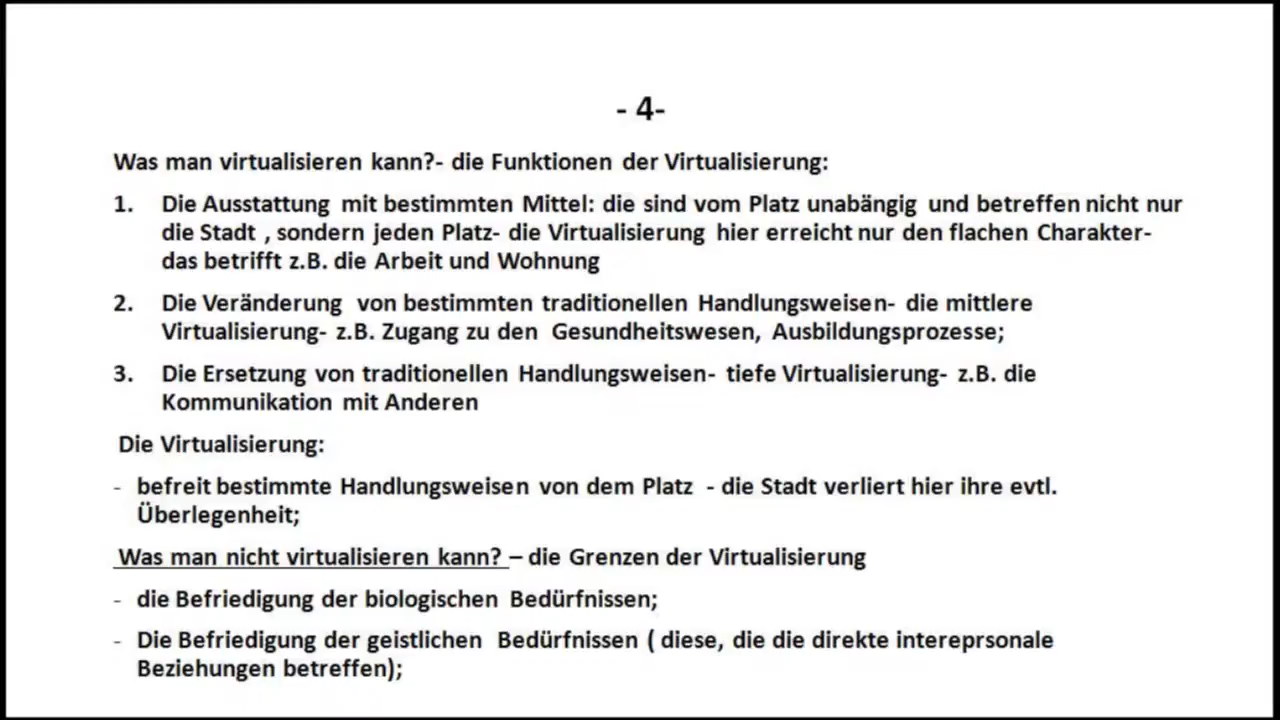 - 4-
Was man virtualisieren kann?- die Funktionen der Virtualisierung:
1. Die Ausstattung mit bestimmten Mittel: die sind vom Platz unabängig und betreffen nicht nur
die Stadt , sondern jeden Platz- die Virtualisierung hier erreicht nur den flachen Charakter-
das betrifft z.B. die Arbeit und Wohnung
2. Die Veränderung von bestimmten traditionellen Handlungsweisen- die mittlere
Virtualisierung- z.B. Zugang zu den Gesundheitswesen, Ausbildungsprozesse;
3. Die Ersetzung von traditionellen Handlungsweisen- tiefe Virtualisierung- z.B. die
Kommunikation mit Anderen
Die Virtualisierung:
- befreit bestimmte Handlungsweisen von dem Platz - die Stadt verliert hier ihre evtl.
Überlegenheit;
Was man nicht virtualisieren kann? – die Grenzen der Virtualisierung
- die Befriedigung der biologischen Bedürfnissen;
- Die Befriedigung der geistlichen Bedürfnissen ( diese, die die direkte intereprsonale
Beziehungen betreffen);